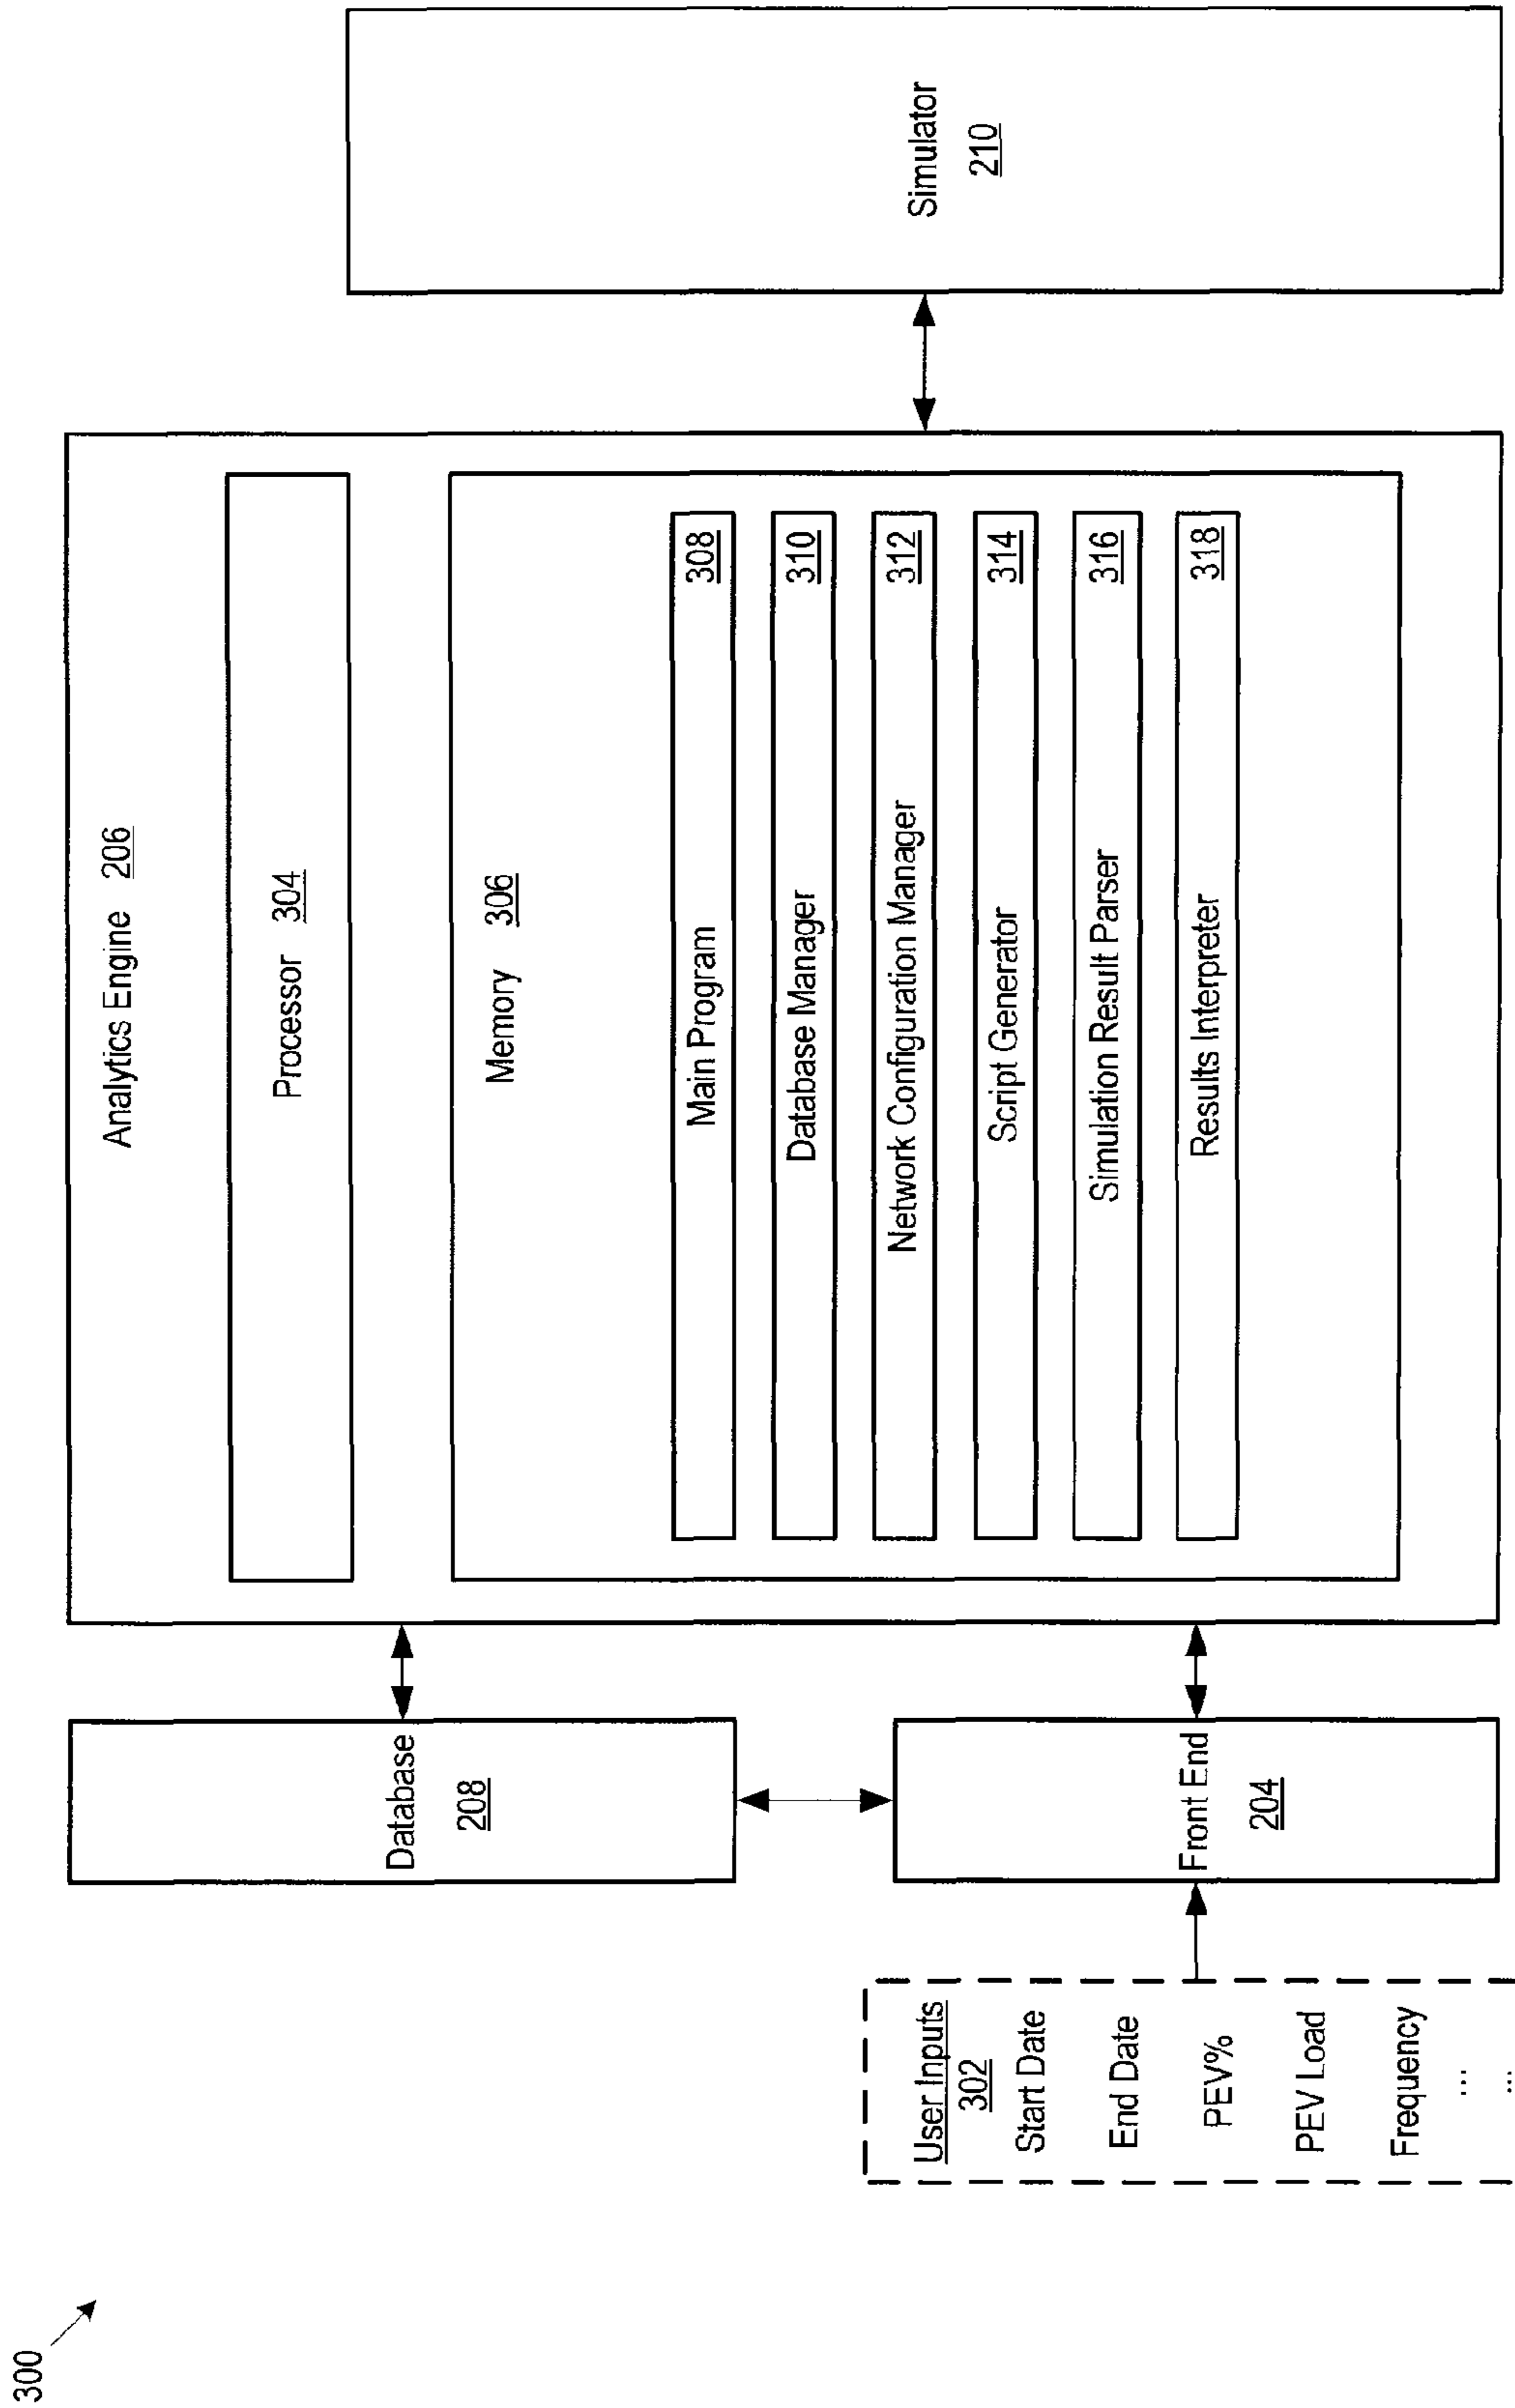 300
User Inputs
302
Start Date
End Date
PEV%
PEV Load
Frequency
...
...
Database
208
Front End
204
Analytics Engine 206
Processor 304
Memory 306
Main Program 308
Database Manager 310
Network Configuration Manager 312
Script Generator 314
Simulation Result Parser 316
Results Interpreter 318
Simulator
210